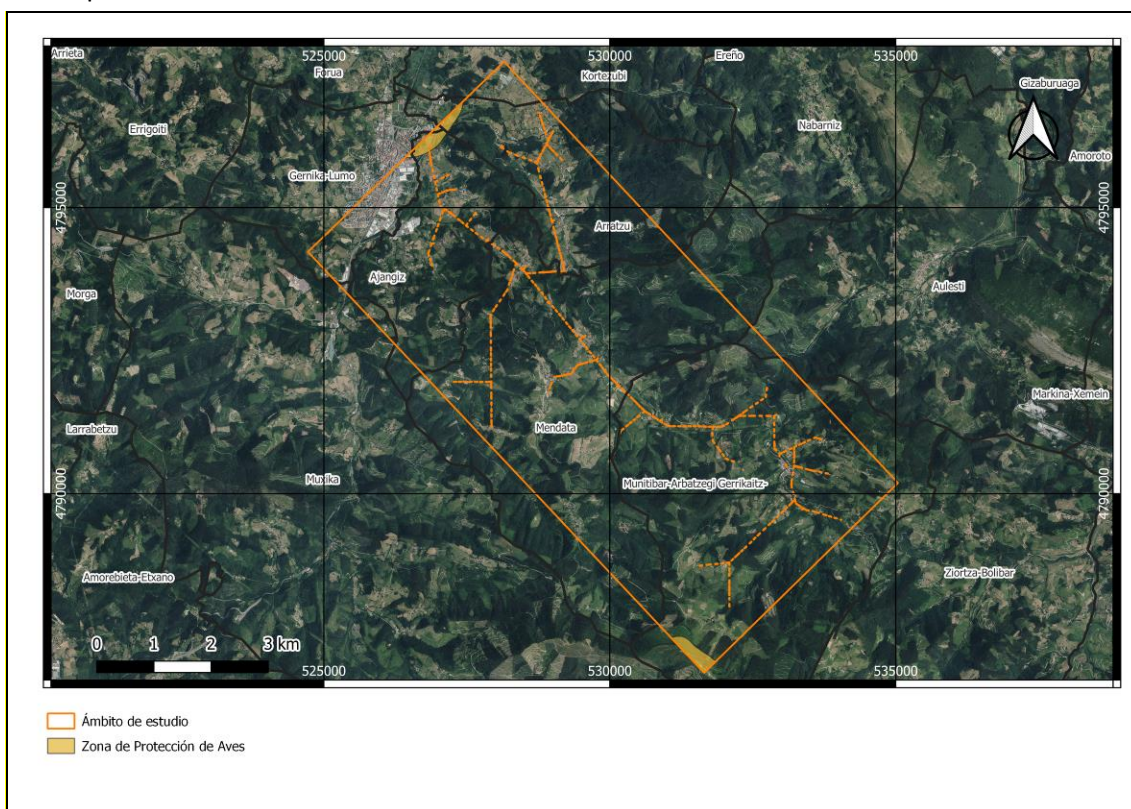 Arrieta
525000
530000
Ereño
535000
Forua
Kortezubi
Gizaburuaga
Errigoiti
Nabarniz
Amoroto
Gernika-Lumo
4795000
4795000
Arratzu
Ajangiz
Aulesti
Morga
Markina-Xemein
Larrabetzu
Mendata
Muxika
Munitibar-Arbatzegi Gerrikaitz-
4790000
4790000
Amorebieta-Etxano
Ziortza-Bolibar
0 1 2 3 km
525000
530000
535000
Ámbito de estudio
Zona de Protección de Aves